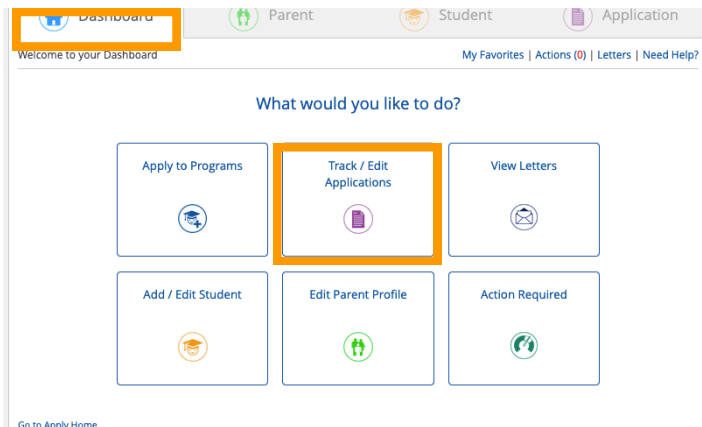 Dashboard Parent Student Application
Welcome to your Dashboard My Favorites | Actions (0) | Letters | Need Help?
What would you like to do?
Apply to Programs Track / Edit View Letters
Applications
Add / Edit Student Edit Parent Profile Action Required
Go to Apply Home